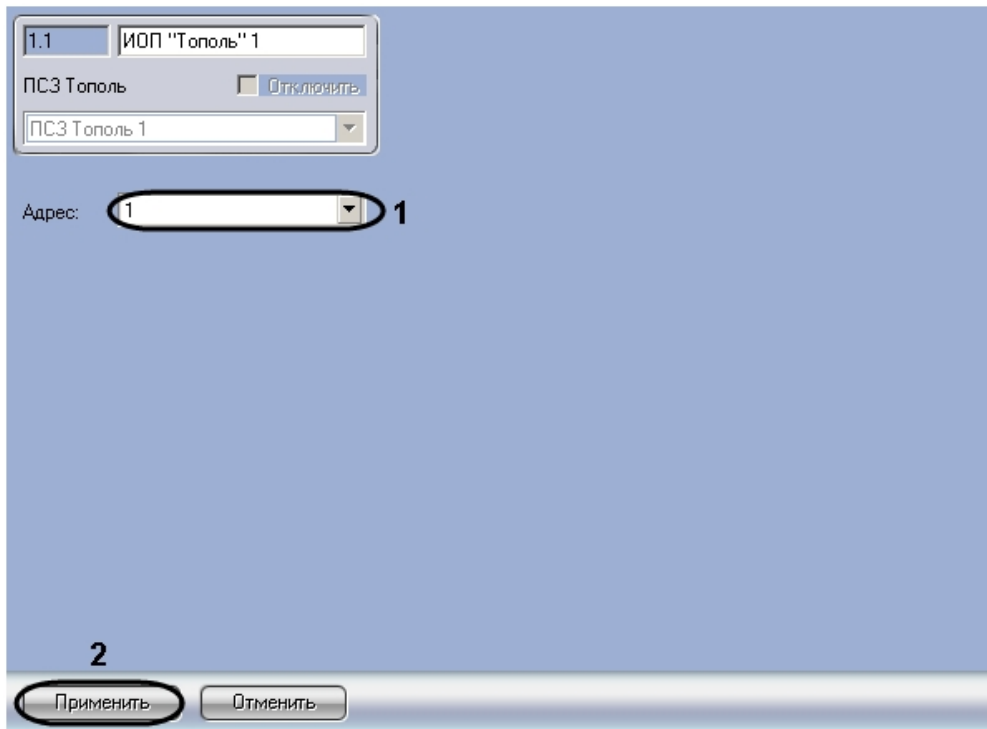 1.1 ИОП "Тополь" 1
ПСЗ Тополь Отключить
ПСЗ Тополь 1
Адрес: 1 1
2
Применить Отменить